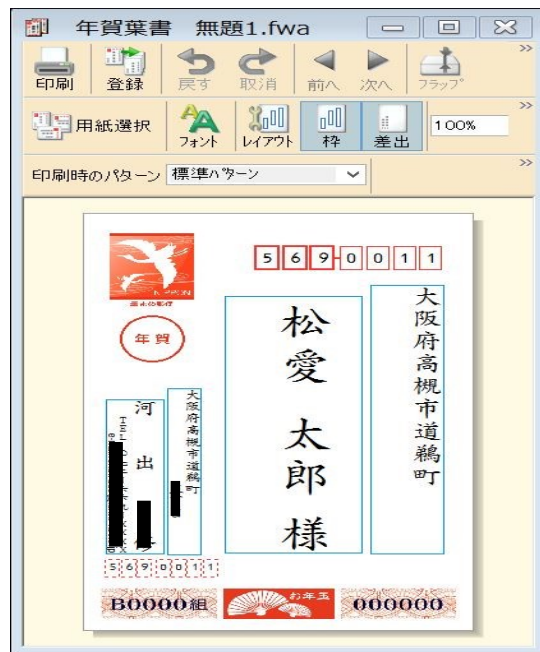 年賀葉書 無題1.fwa
印刷
登録
戻す
取消
前へ
次へ
フラップ
用紙選択
フォント
レイアウト
枠
差出
100%
印刷時のパターン
標準パターン
NIPPON
年賀
569-0011
大阪府高槻市道鵜町
松愛 太郎 様
大阪府高槻市道鵜町
河出
5690011
B0000組
お年玉
000000